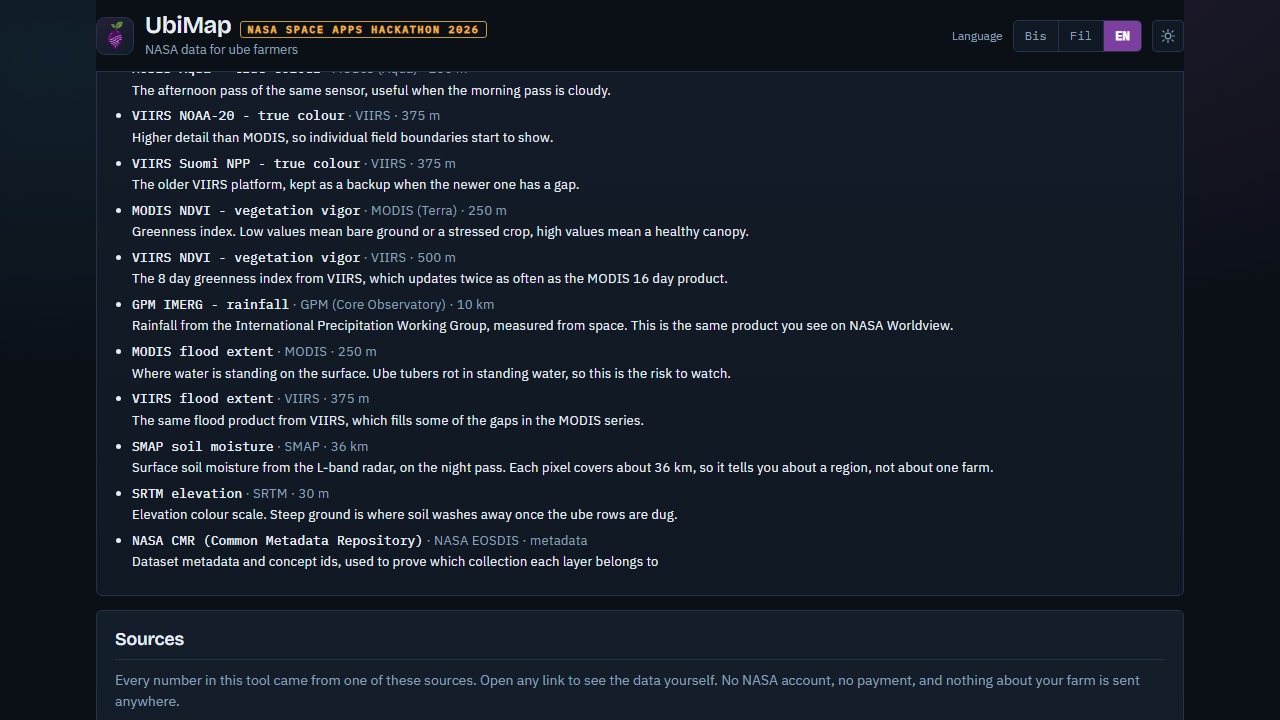 UbiMap NASA SPACE APPS HACKATHON 2026
NASA data for ube farmers
Language Bis Fil EN
The afternoon pass of the same sensor, useful when the morning pass is cloudy.
VIIRS NOAA-20 - true colour · VIIRS · 375 m
Higher detail than MODIS, so individual field boundaries start to show.
VIIRS Suomi NPP - true colour · VIIRS · 375 m
The older VIIRS platform, kept as a backup when the newer one has a gap.
MODIS NDVI - vegetation vigor · MODIS (Terra) · 250 m
Greenness index. Low values mean bare ground or a stressed crop, high values mean a healthy canopy.
VIIRS NDVI - vegetation vigor · VIIRS · 500 m
The 8 day greenness index from VIIRS, which updates twice as often as the MODIS 16 day product.
GPM IMERG - rainfall · GPM (Core Observatory) · 10 km
Rainfall from the International Precipitation Working Group, measured from space. This is the same product you see on NASA Worldview.
MODIS flood extent · MODIS · 250 m
Where water is standing on the surface. Ube tubers rot in standing water, so this is the risk to watch.
VIIRS flood extent · VIIRS · 375 m
The same flood product from VIIRS, which fills some of the gaps in the MODIS series.
SMAP soil moisture · SMAP · 36 km
Surface soil moisture from the L-band radar, on the night pass. Each pixel covers about 36 km, so it tells you about a region, not about one farm.
SRTM elevation · SRTM · 30 m
Elevation colour scale. Steep ground is where soil washes away once the ube rows are dug.
NASA CMR (Common Metadata Repository) · NASA EOSDIS · metadata
Dataset metadata and concept ids, used to prove which collection each layer belongs to
Sources
Every number in this tool came from one of these sources. Open any link to see the data yourself. No NASA account, no payment, and nothing about your farm is sent
anywhere.